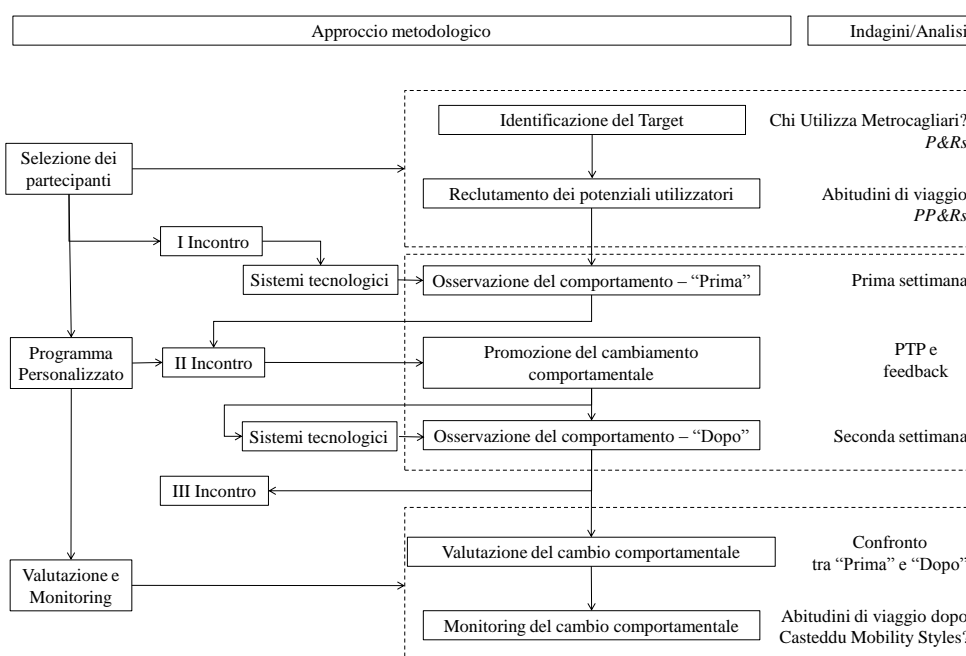 Approccio metodologico
Indagini/Analisi
Identificazione del Target
Chi Utilizza Metrocagliari?
P&Rs
Selezione dei
partecipanti
Reclutamento dei potenziali utilizzatori
Abitudini di viaggio
PP&Rs
I Incontro
Sistemi tecnologici
Osservazione del comportamento – “Prima”
Prima settimana
Programma
Personalizzato
II Incontro
Promozione del cambiamento
comportamentale
PTP e
feedback
Sistemi tecnologici
Osservazione del comportamento – “Dopo”
Seconda settimana
III Incontro
Valutazione del cambio comportamentale
Confronto
tra “Prima” e “Dopo”
Valutazione e
Monitoring
Monitoring del cambio comportamentale
Abitudini di viaggio dopo
Casteddu Mobility Styles?